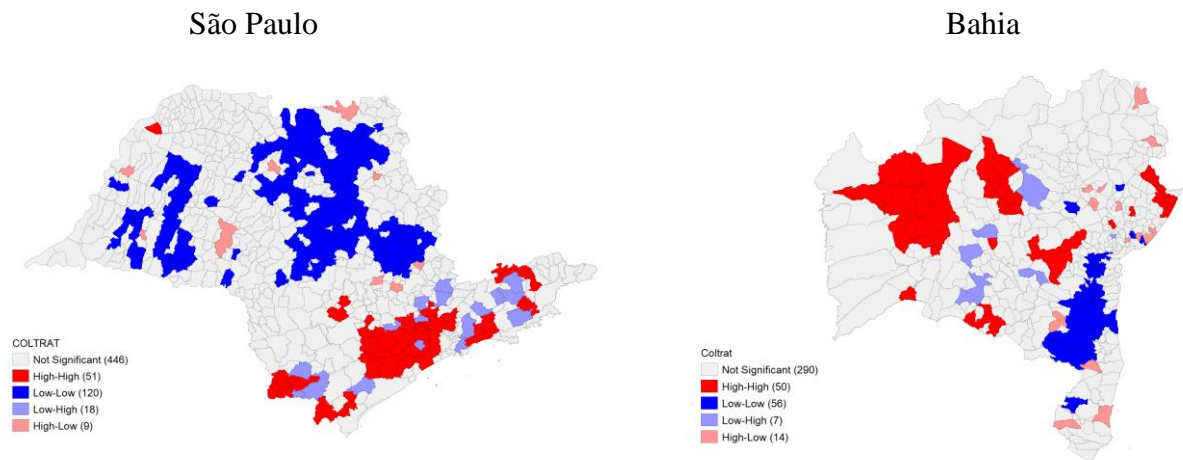 São Paulo
Bahia
COLTRAT
Not Significant (446)
High-High (51)
Low-Low (120)
Low-High (18)
High-Low (9)
Coltrat
Not Significant (290)
High-High (50)
Low-Low (56)
Low-High (7)
High-Low (14)